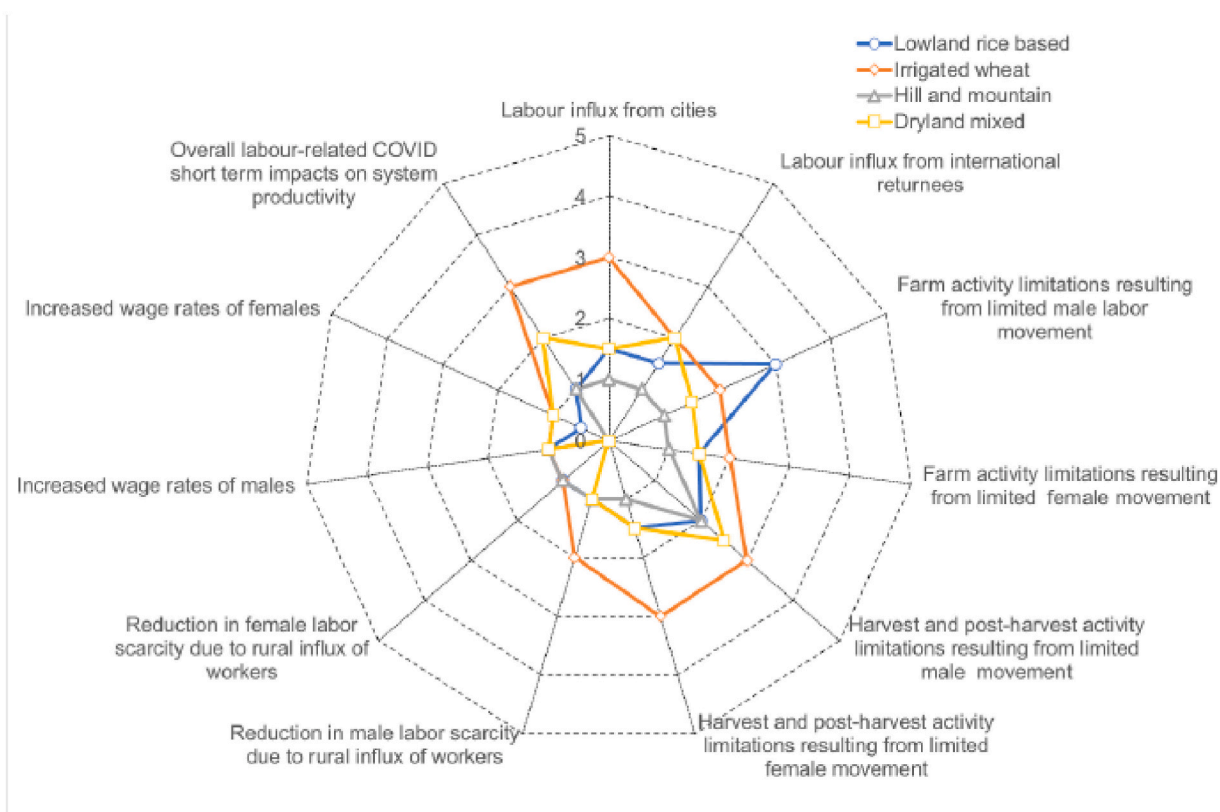 Lowland rice based
Irrigated wheat
Hill and mountain
Dryland mixed
Labour influx from cities
Labour influx from international
returnees
Farm activity limitations resulting
from limited male labor
movement
Farm activity limitations resulting
from limited  female movement
Harvest and post-harvest activity
limitations resulting from limited
male  movement
Harvest and post-harvest activity
limitations resulting from limited
female movement
Reduction in male labor scarcity
due to rural influx of workers
Reduction in female labor
scarcity due to rural influx of
workers
Increased wage rates of males
Increased wage rates of females
Overall labour-related COVID
short term impacts on system
productivity
5
4
3
2
1
0